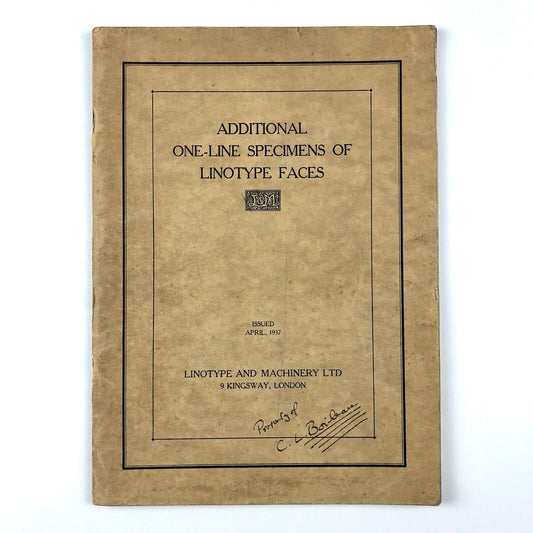 ADDITIONAL
ONE-LINE SPECIMENS OF
LINOTYPE FACES
L&M
ISSUED
APRIL, 1937
LINOTYPE AND MACHINERY LTD
9 KINGSWAY, LONDON
Property of
C. L. Boileau